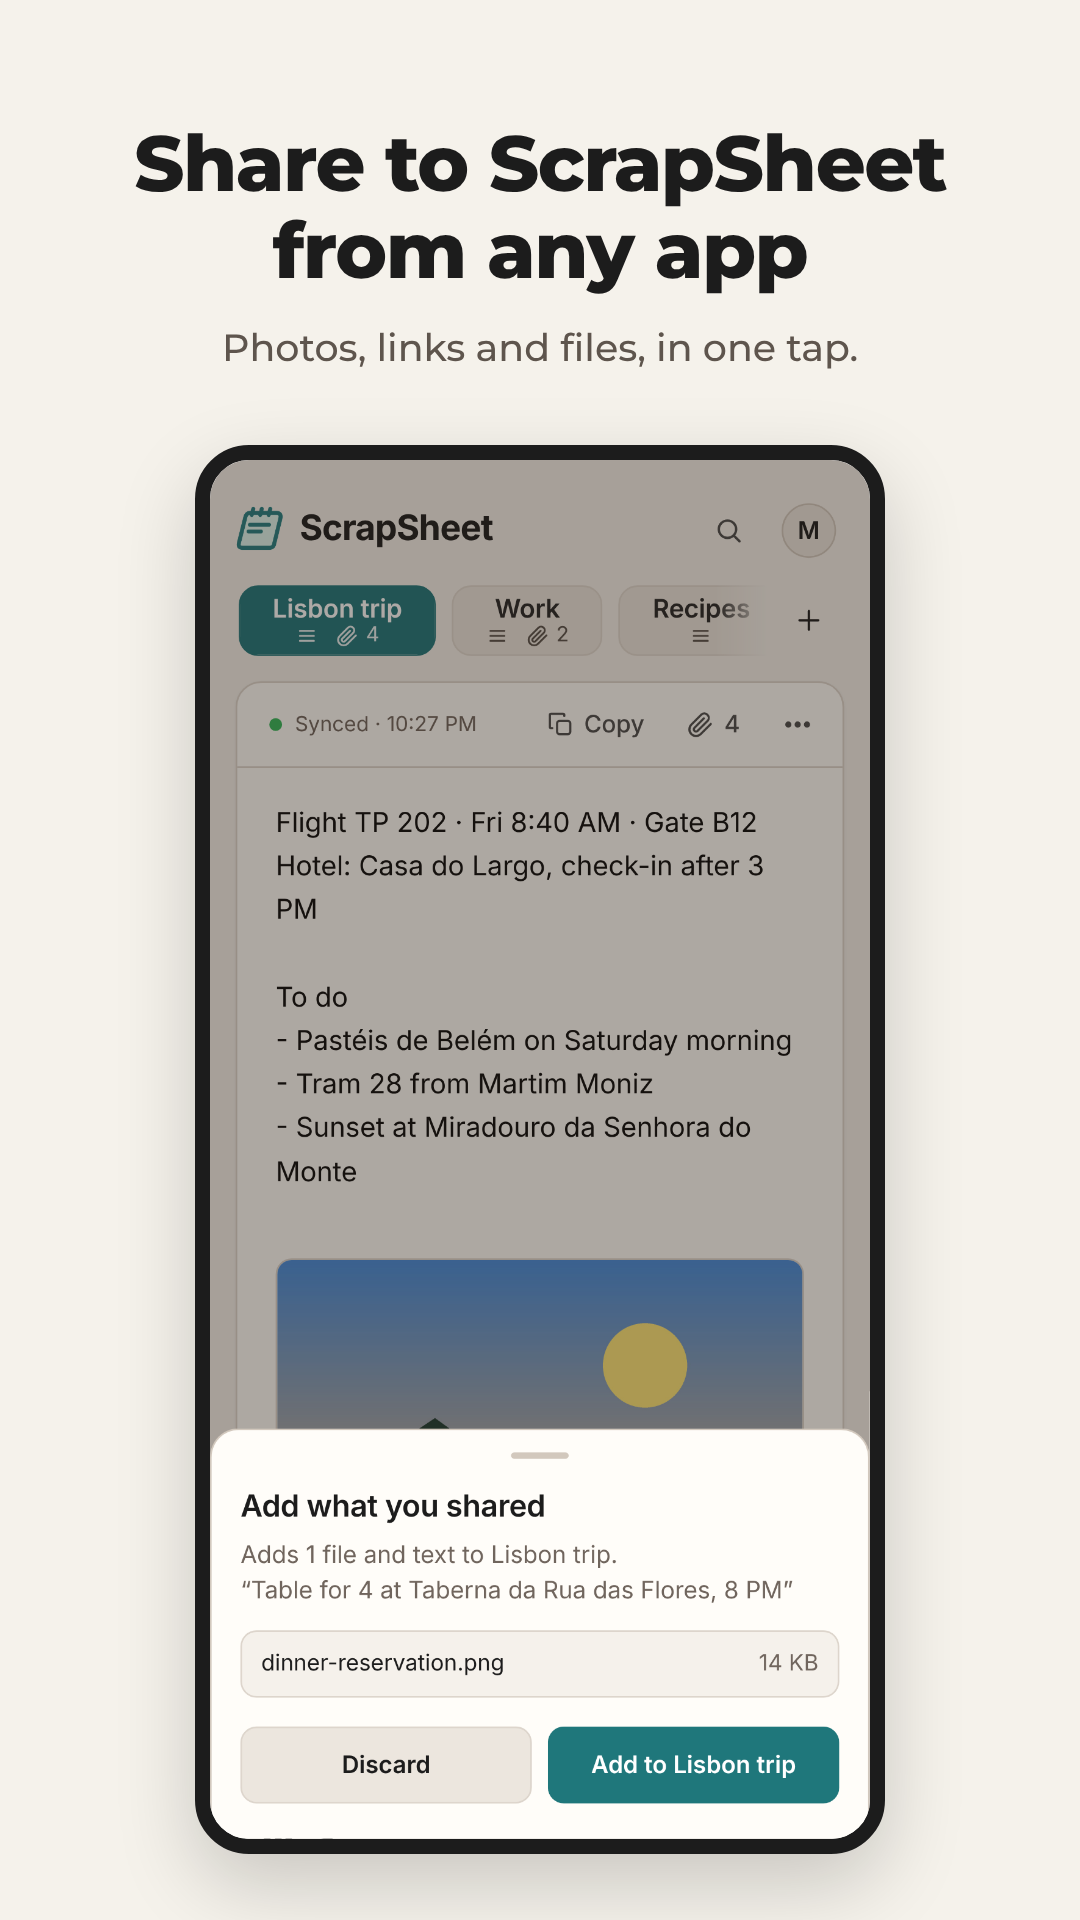 Share to ScrapSheet
from any app
Photos, links and files, in one tap.
ScrapSheet
M
Lisbon trip
4
Work
2
Recipes
Synced · 10:27 PM
Copy
4
Flight TP 202 · Fri 8:40 AM · Gate B12
Hotel: Casa do Largo, check-in after 3
PM
To do
- Pastéis de Belém on Saturday morning
- Tram 28 from Martim Moniz
- Sunset at Miradouro da Senhora do
Monte
Add what you shared
Adds 1 file and text to Lisbon trip.
“Table for 4 at Taberna da Rua das Flores, 8 PM”
dinner-reservation.png
14 KB
Discard
Add to Lisbon trip